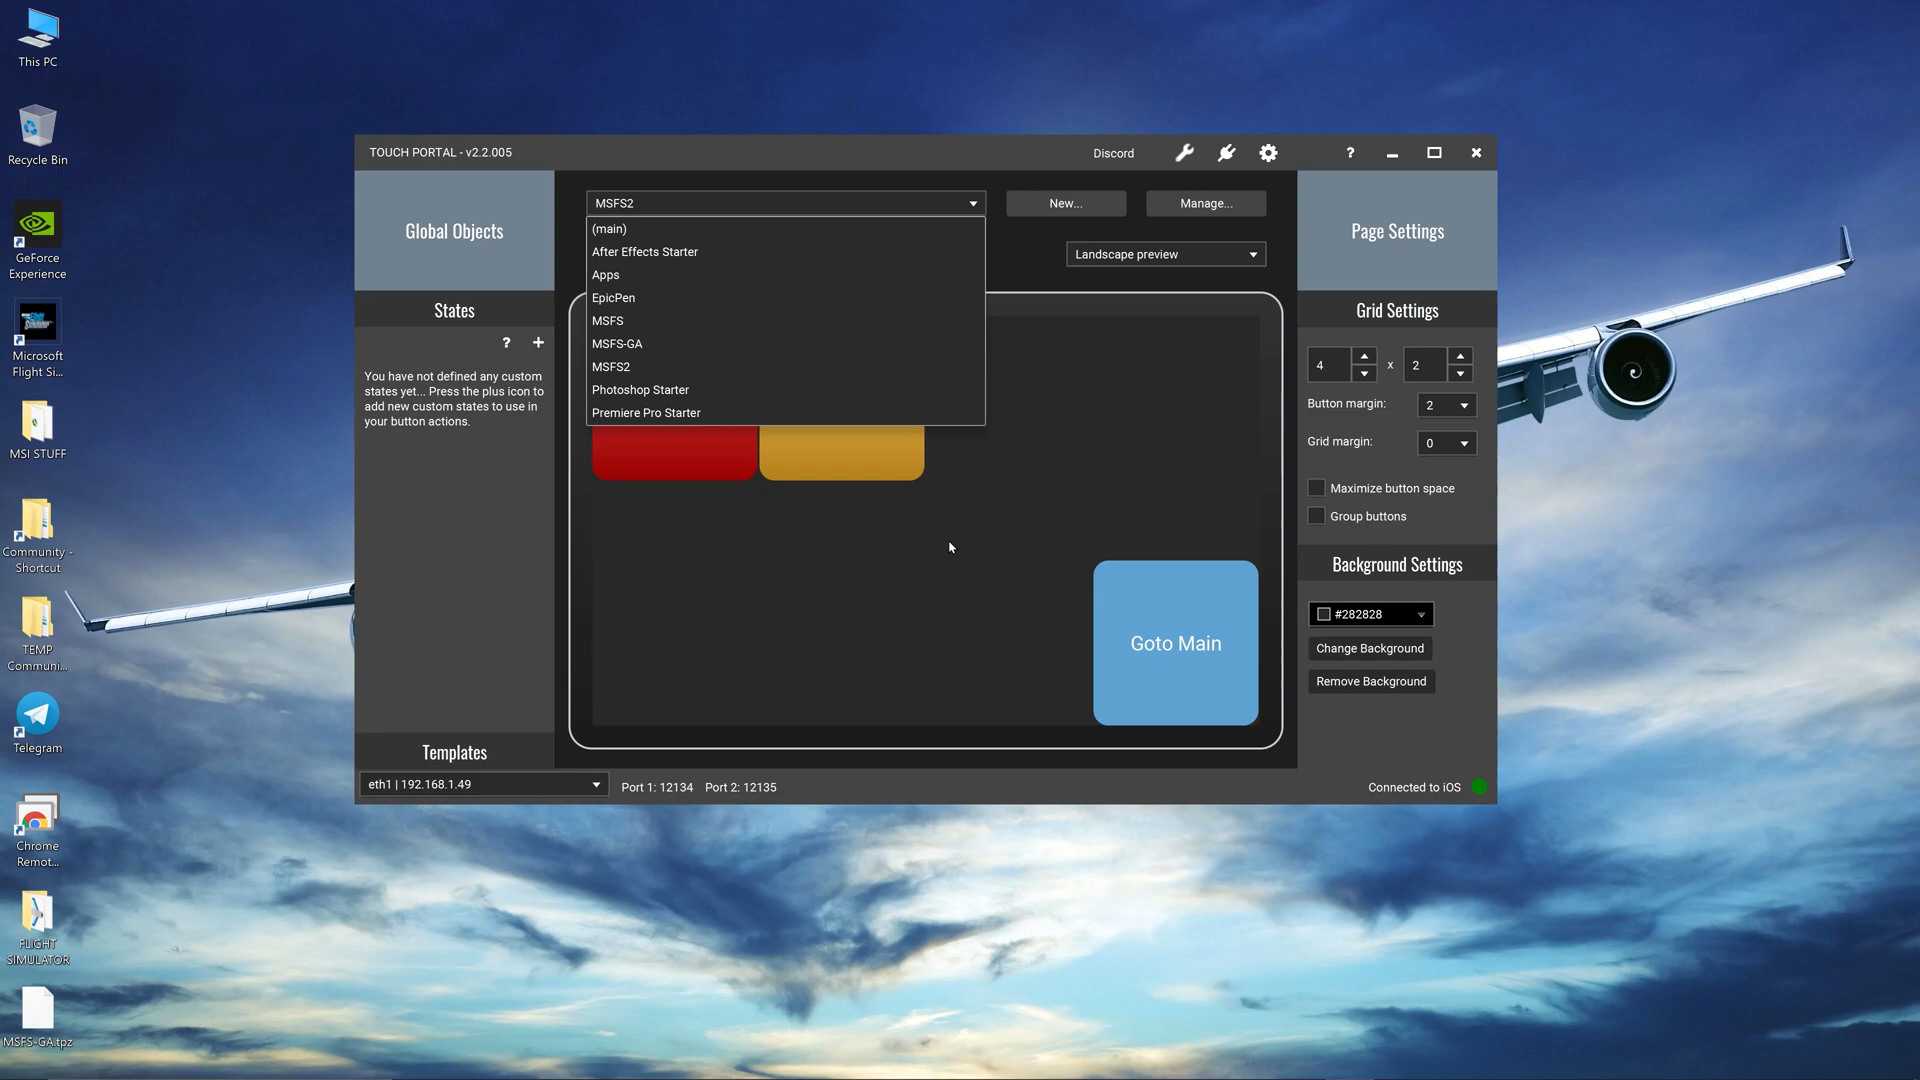 This PC
Recycle Bin
GeForce
Experience
Microsoft
Flight Si...
MSI STUFF
Community -
Shortcut
TEMP
Communi...
Telegram
Chrome
Remot...
FLIGHT
SIMULATOR
MSFS-GA.tpz
TOUCH PORTAL - v2.2.005
Discord
?
Global Objects
States
?
+
You have not defined any custom
states yet... Press the plus icon to
add new custom states to use in
your button actions.
Templates
MSFS2
New...
Manage...
(main)
After Effects Starter
Apps
EpicPen
MSFS
MSFS-GA
MSFS2
Photoshop Starter
Premiere Pro Starter
Landscape preview
Goto Main
Page Settings
Grid Settings
4 x 2
Button margin: 2
Grid margin: 0
Maximize button space
Group buttons
Background Settings
#282828
Change Background
Remove Background
eth1 | 192.168.1.49
Port 1: 12134 Port 2: 12135
Connected to iOS